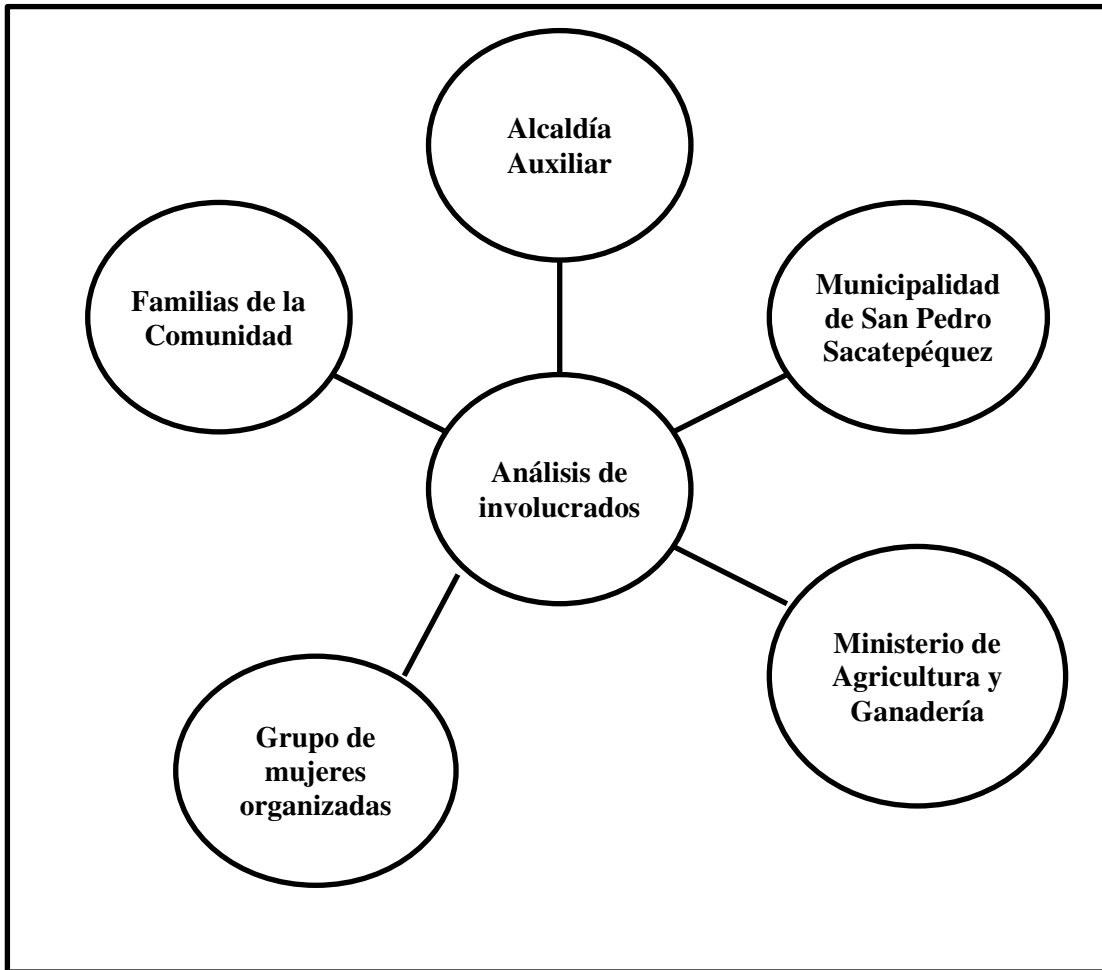 Alcaldía
Auxiliar
Familias de la
Comunidad
Municipalidad
de San Pedro
Sacatepéquez
Análisis de
involucrados
Ministerio de
Agricultura y
Ganadería
Grupo de
mujeres
organizadas